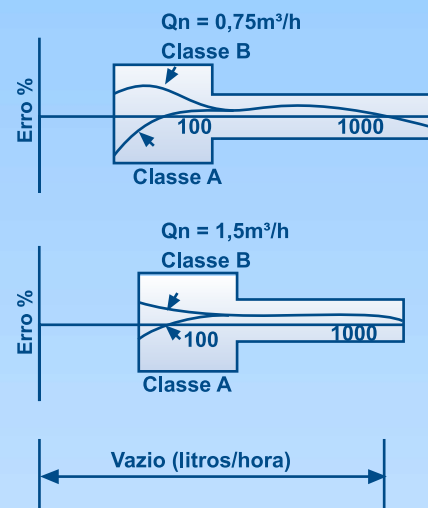 Qn = 0,75m³/h
Classe B
Erro %
100
1000
Classe A
Qn = 1,5m³/h
Classe B
Erro %
100
1000
Classe A
Vazio (litros/hora)